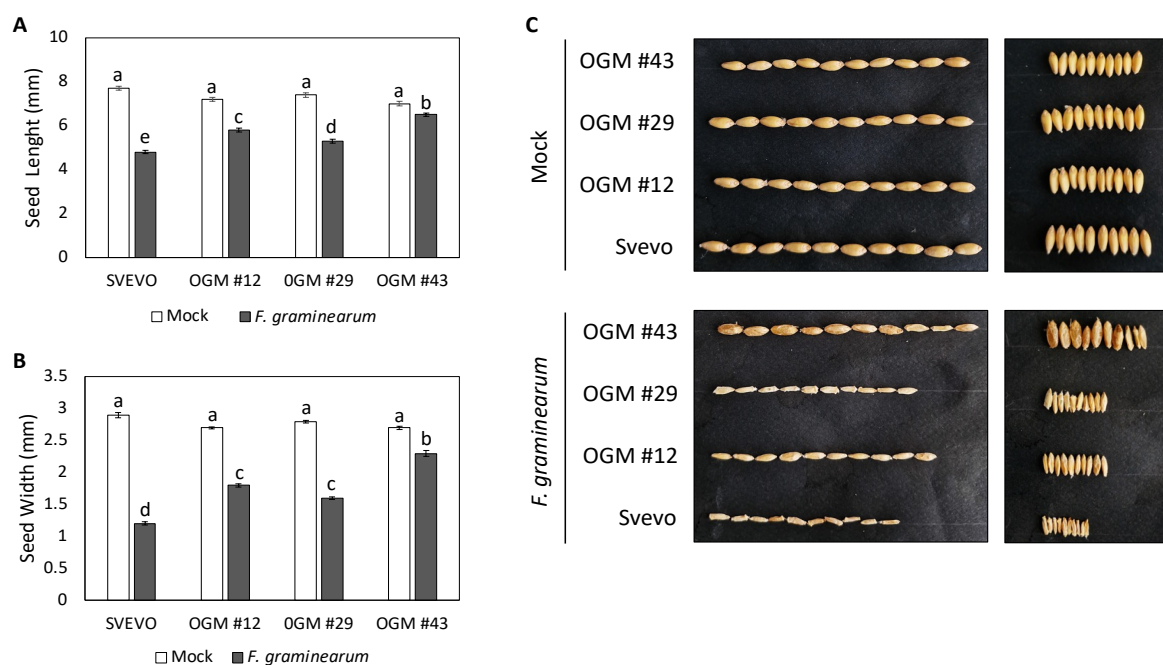 A
Seed Lenght (mm)
10
8
6
4
2
0
a
e
a
c
a
d
a
b
SVEVO
OGM #12
0GM #29
OGM #43
Mock
F. graminearum
B
Seed Width (mm)
3.5
3
2.5
2
1.5
1
0.5
0
a
d
a
c
a
c
a
b
SVEVO
OGM #12
0GM #29
OGM #43
Mock
F. graminearum
C
Mock
OGM #43
OGM #29
OGM #12
Svevo
F. graminearum
OGM #43
OGM #29
OGM #12
Svevo